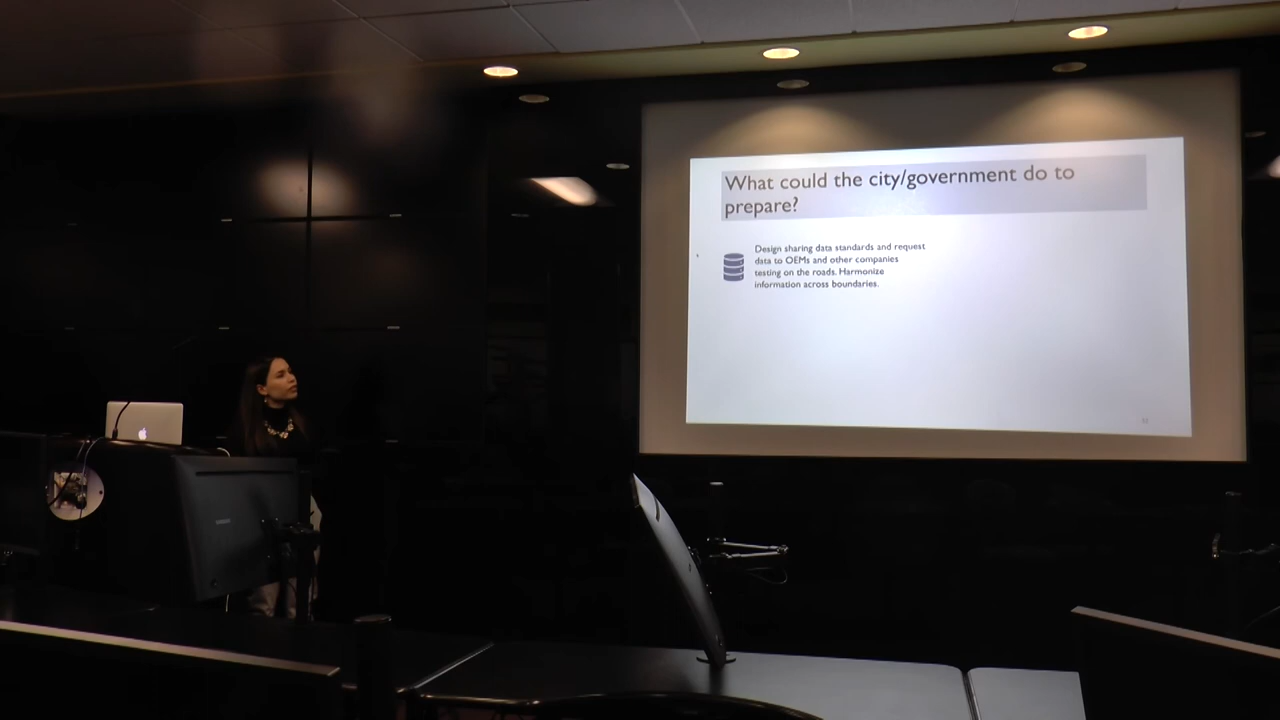 What could the city/government do to
prepare?
Design sharing data standards and request
data to OEMs and other companies
testing on the roads. Harmonize
information across boundaries.